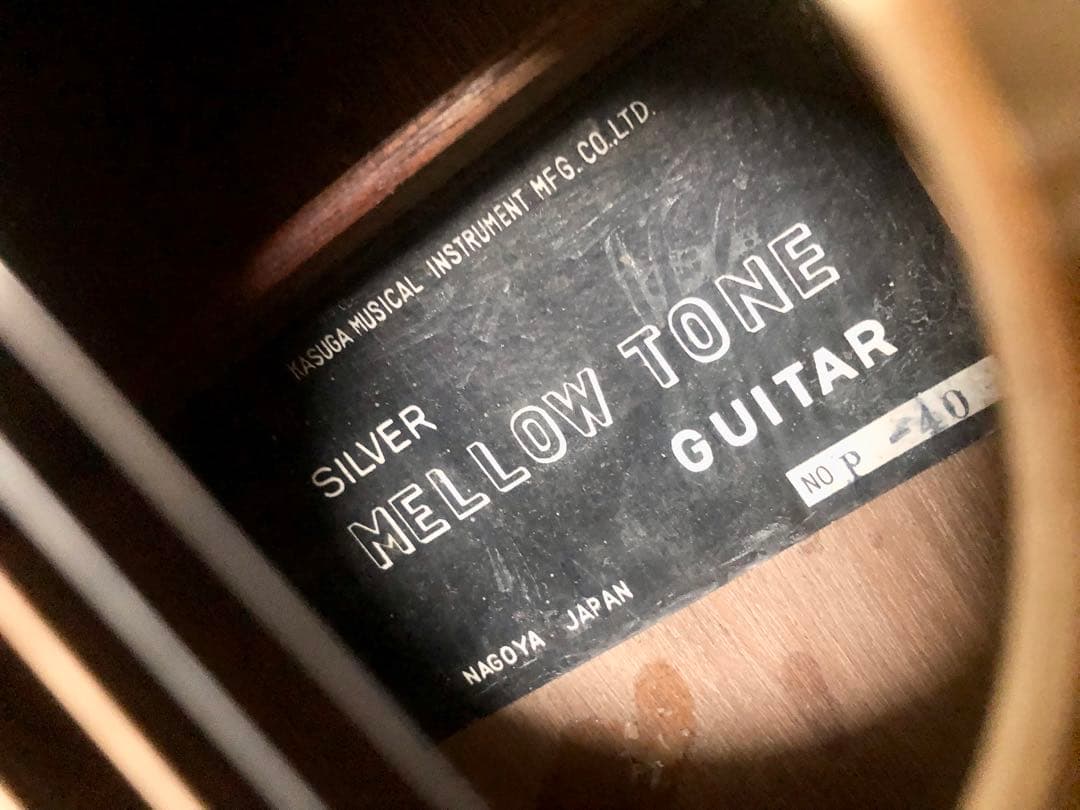 KASUGA MUSICAL INSTRUMENT MFG. CO.,LTD.
SILVER
MELLOW TONE
GUITAR
NO P -40
NAGOYA JAPAN